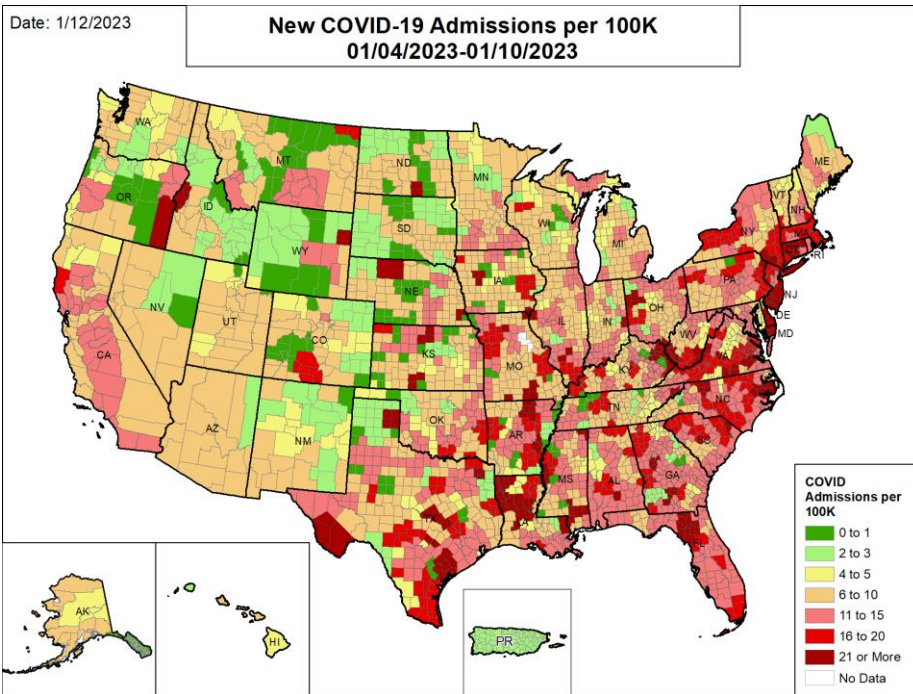 Date: 1/12/2023
New COVID-19 Admissions per 100K
01/04/2023-01/10/2023
WA
MT
ND
MN
ME
OR
ID
WY
SD
WI
MI
NY
VT
NH
MA
CT
RI
NV
UT
CO
NE
IA
IL
IN
OH
PA
NJ
DE
MD
CA
KS
MO
KY
WV
VA
AZ
NM
OK
AR
TN
NC
SC
TX
LA
MS
AL
GA
FL
AK
HI
PR
COVID
Admissions per
100K
0 to 1
2 to 3
4 to 5
6 to 10
11 to 15
16 to 20
21 or More
No Data